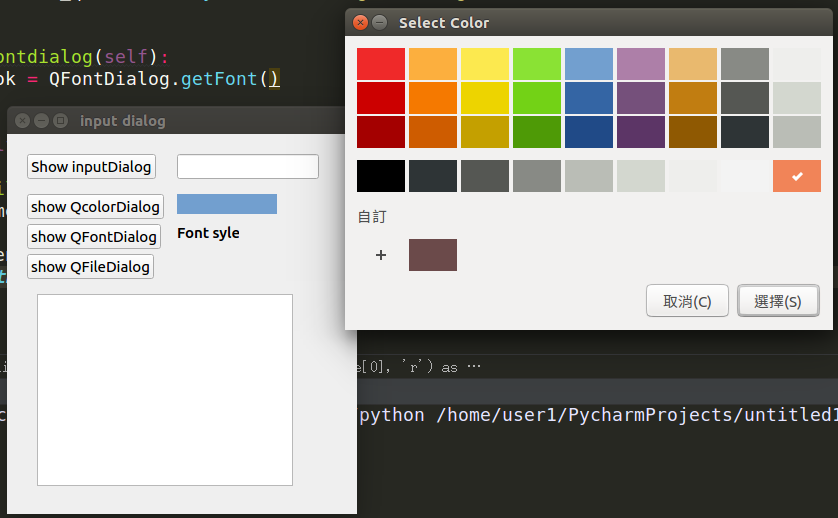 Select Color
ontdialog(self):
ok = QFontDialog.getFont()
input dialog
Show inputDialog
show QcolorDialog
show QFontDialog
Font syle
show QFileDialog
自訂
+
取消(C)
選擇(S)
e[0], 'r') as …
python /home/user1/PycharmProjects/untitled1